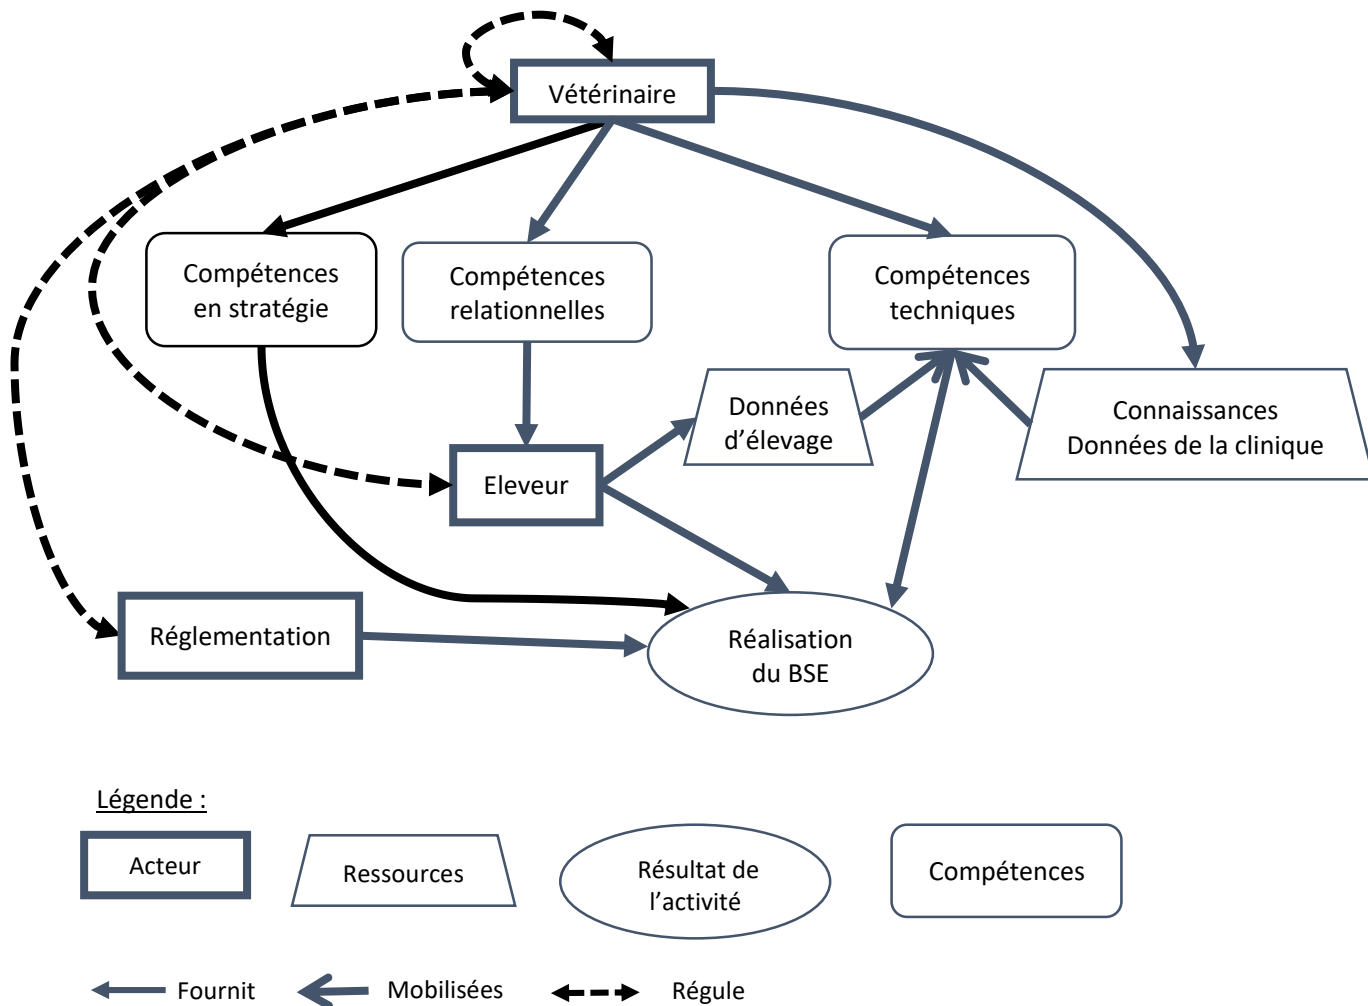 Vétérinaire
Compétences
en stratégie
Compétences
relationnelles
Compétences
techniques
Données
d'élevage
Connaissances
Données de la clinique
Eleveur
Réglementation
Réalisation
du BSE
Légende :
Acteur
Ressources
Résultat de
l'activité
Compétences
Fournit
Mobilisées
Régule